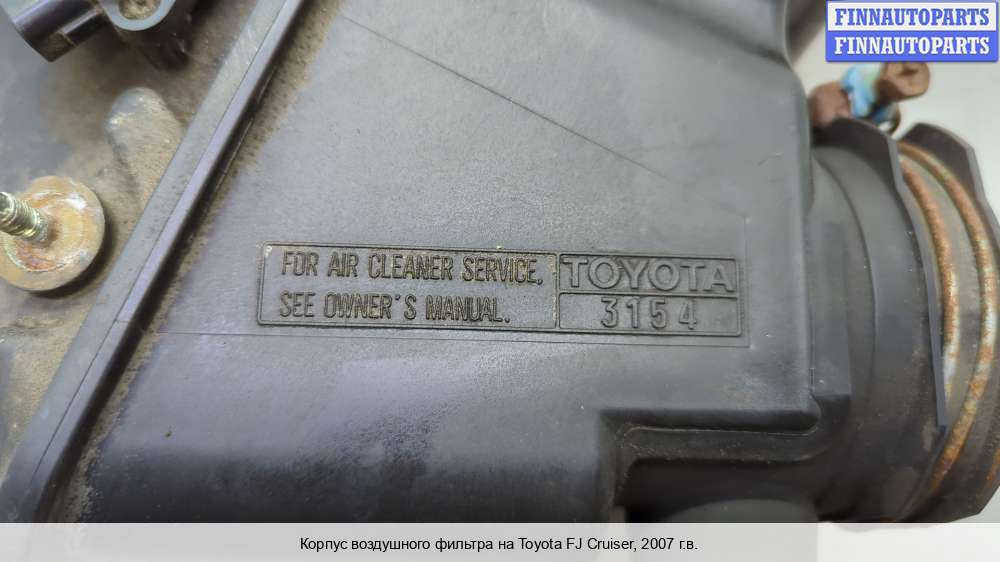 FINNAUTOPARTS
FINNAUTOPARTS
FOR AIR CLEANER SERVICE, TOYOTA
SEE OWNER'S MANUAL. 3154
Корпус воздушного фильтра на Toyota FJ Cruiser, 2007 г.в.